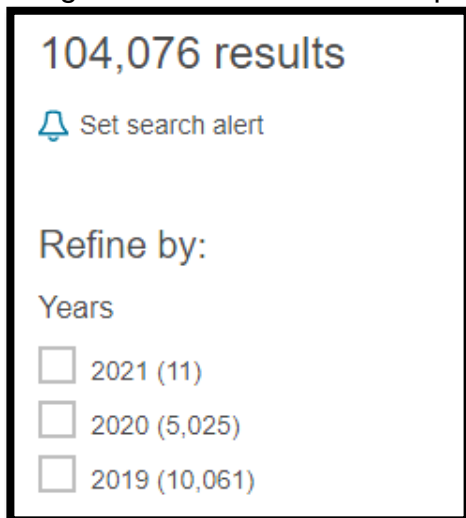 104,076 results
Set search alert
Refine by:
Years
2021 (11)
2020 (5,025)
2019 (10,061)